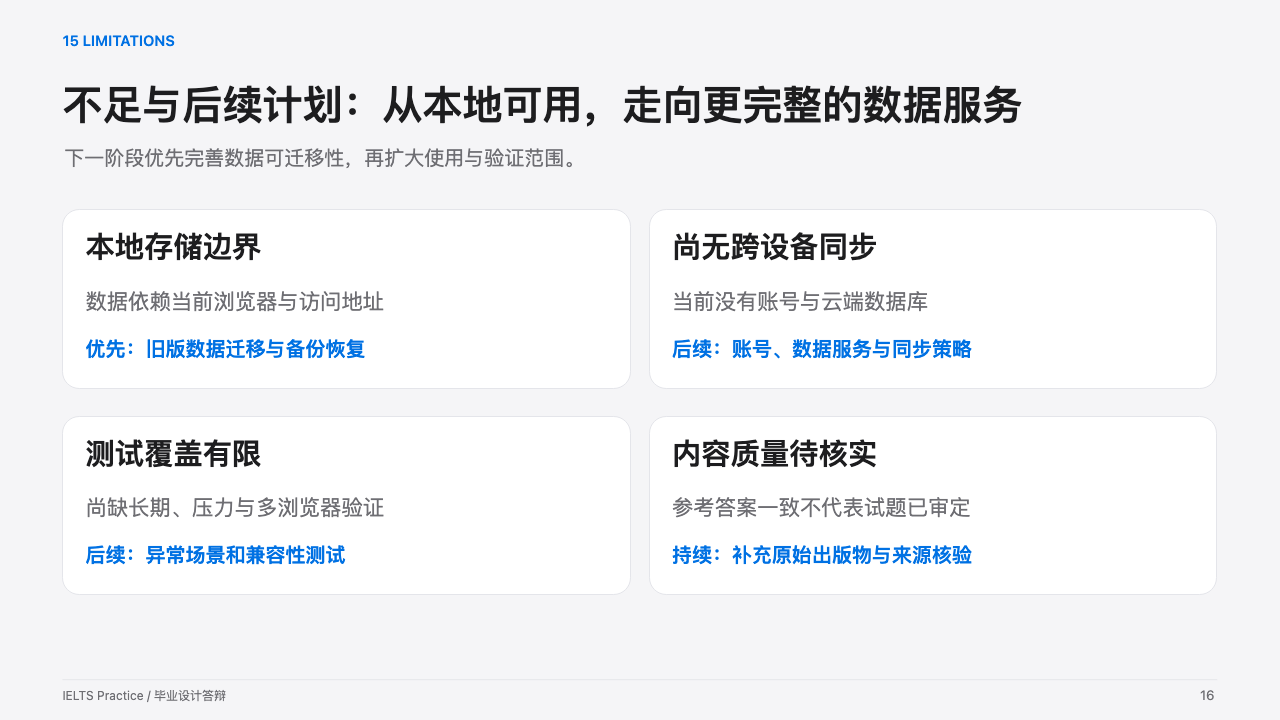 15 LIMITATIONS
不足与后续计划：从本地可用，走向更完整的数据服务
下一阶段优先完善数据可迁移性，再扩大使用与验证范围。
本地存储边界
数据依赖当前浏览器与访问地址
优先：旧版数据迁移与备份恢复
尚无跨设备同步
当前没有账号与云端数据库
后续：账号、数据服务与同步策略
测试覆盖有限
尚缺长期、压力与多浏览器验证
后续：异常场景和兼容性测试
内容质量待核实
参考答案一致不代表试题已审定
持续：补充原始出版物与来源核验
IELTS Practice / 毕业设计答辩
16